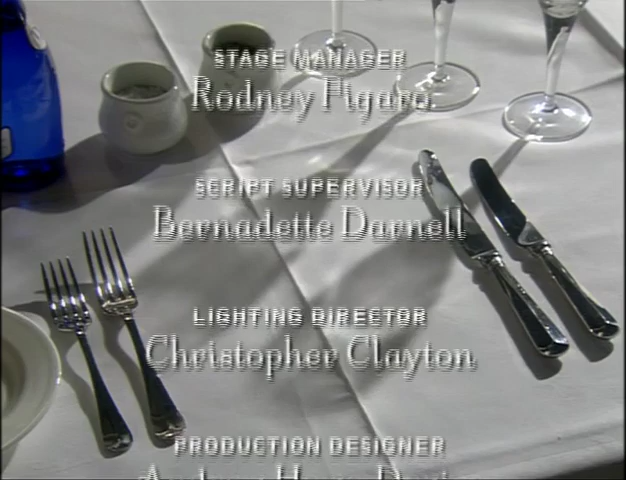 STAGE MANAGER
Rodney Figaro
SCRIPT SUPERVISOR
Bernadette Darnell
LIGHTING DIRECTOR
Christopher Clayton
PRODUCTION DESIGNER